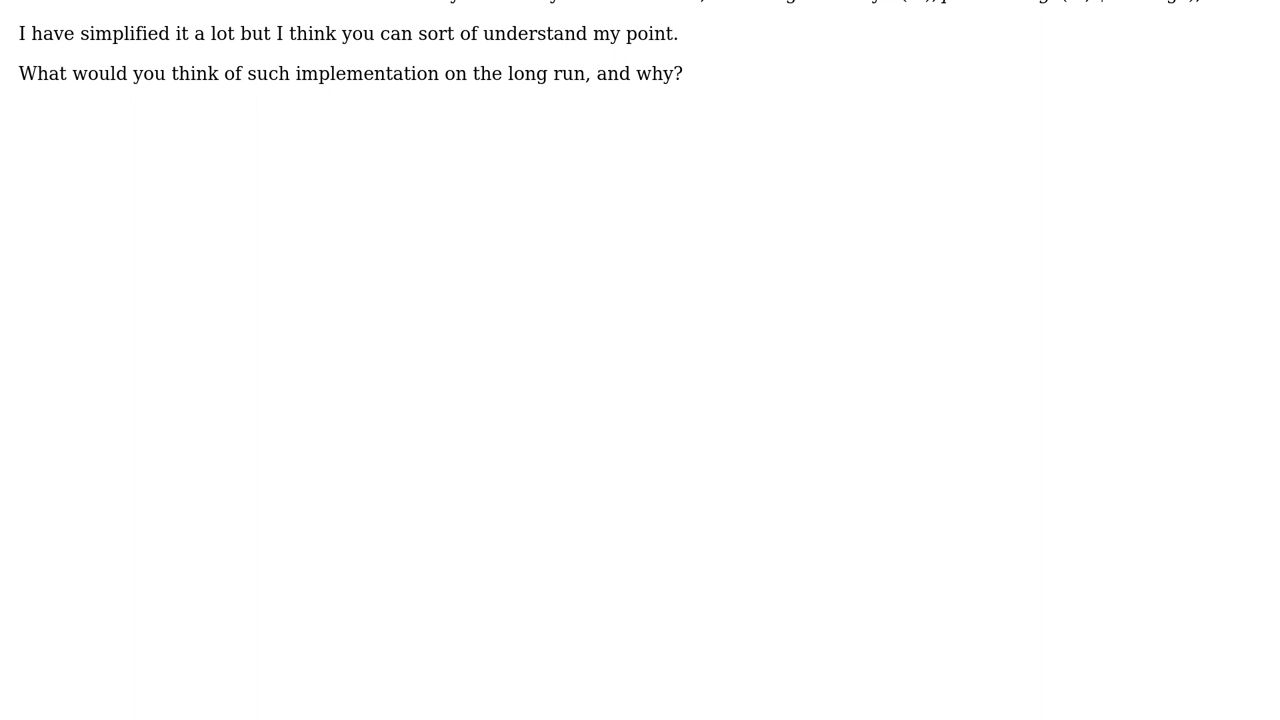 I have simplified it a lot but I think you can sort of understand my point.
What would you think of such implementation on the long run, and why?